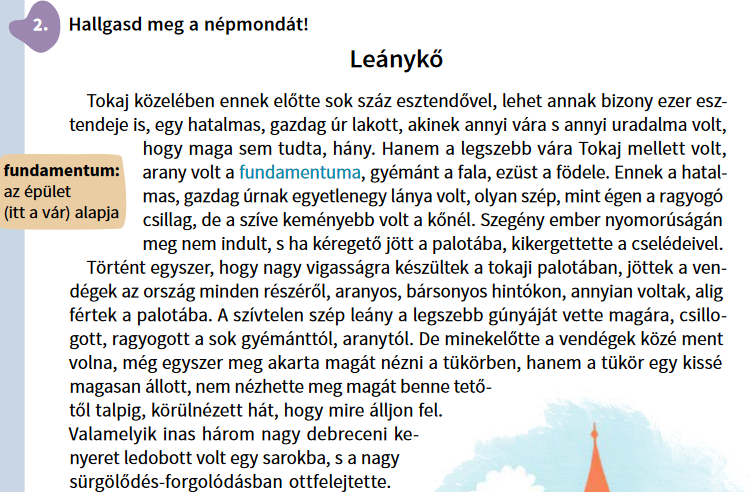 2. Hallgasd meg a népmondát!
Leánykő
Tokaj közelében ennek előtte sok száz esztendővel, lehet annak bizony ezer esz-
tendeje is, egy hatalmas, gazdag úr lakott, akinek annyi vára s annyi uradalma volt,
hogy maga sem tudta, hány. Hanem a legszebb vára Tokaj mellett volt,
arany volt a fundamentuma, gyémánt a fala, ezüst a födele. Ennek a hatal-
mas, gazdag úrnak egyetlenegy lánya volt, olyan szép, mint égen a ragyogó
csillag, de a szíve keményebb volt a kőnél. Szegény ember nyomorúságán
meg nem indult, s ha kéregető jött a palotába, kikergettette a cselédeivel.
fundamentum:
az épület
(itt a vár) alapja
Történt egyszer, hogy nagy vigasságra készültek a tokaji palotában, jöttek a ven-
dégek az ország minden részéről, aranyos, bársonyos hintókon, annyian voltak, alig
fértek a palotába. A szívtelen szép leány a legszebb gúnyáját vette magára, csillo-
gott, ragyogott a sok gyémánttól, aranytól. De minekelőtte a vendégek közé ment
volna, még egyszer meg akarta magát nézni a tükörben, hanem a tükör egy kissé
magasan állott, nem nézhette meg magát benne tető-
től talpig, körülnézett hát, hogy mire álljon fel.
Valamelyik inas három nagy debreceni ke-
nyeret ledobott volt egy sarokba, s a nagy
sürgölődés-forgolódásban ottfelejtette.